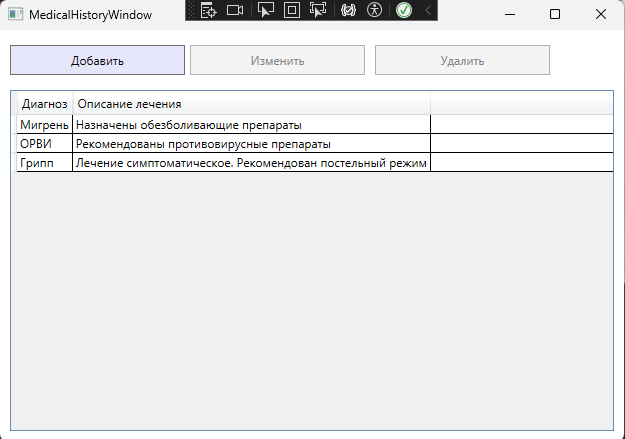 MedicalHistoryWindow
Добавить Изменить Удалить
Диагноз Описание лечения
Мигрень Назначены обезболивающие препараты
ОРВИ Рекомендованы противовирусные препараты
Грипп Лечение симптоматическое. Рекомендован постельный режим